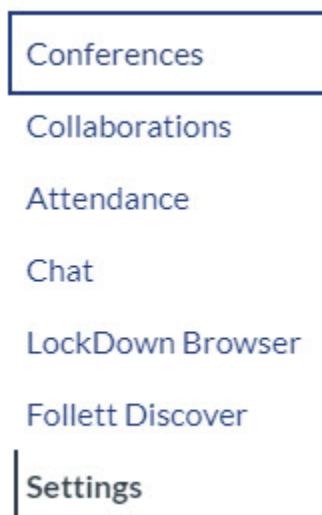 Conferences
Collaborations
Attendance
Chat
LockDown Browser
Follett Discover
Settings